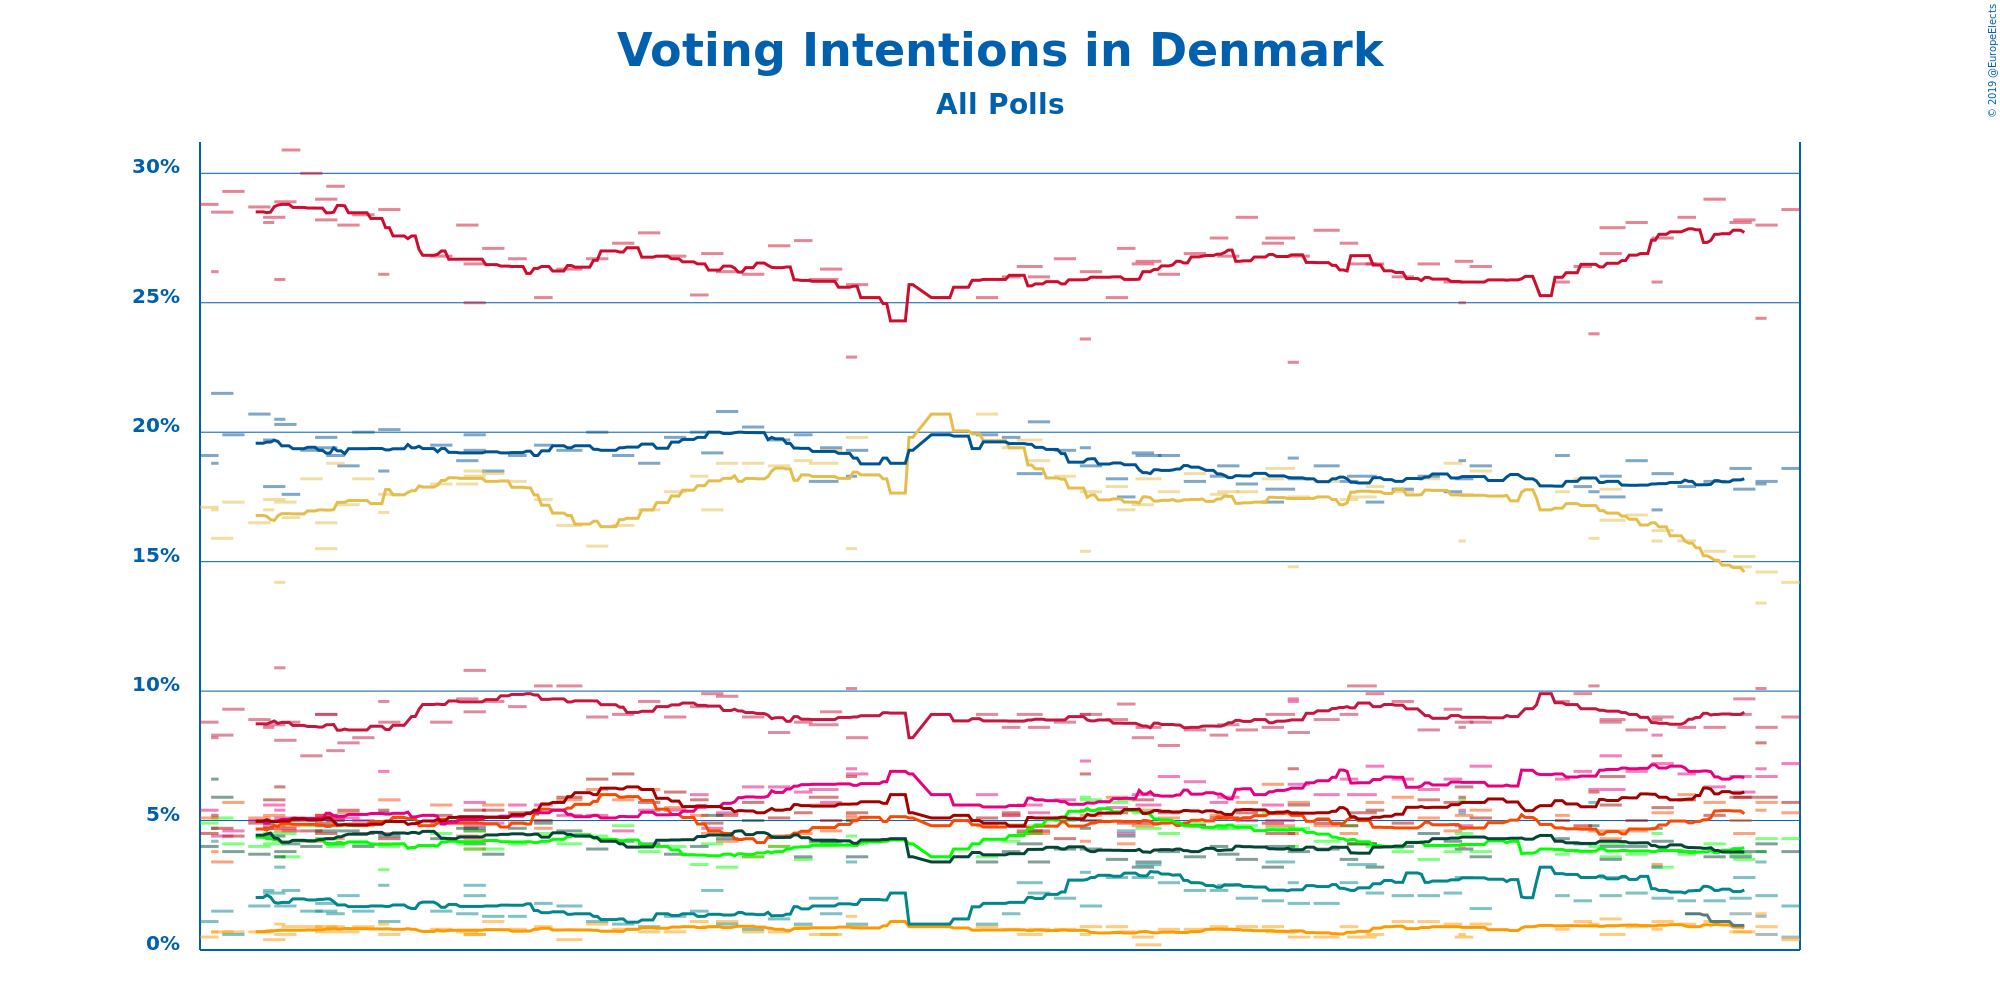 Voting Intentions in Denmark
All Polls
© 2019 @EuropeElects
30%
25%
20%
15%
10%
5%
0%